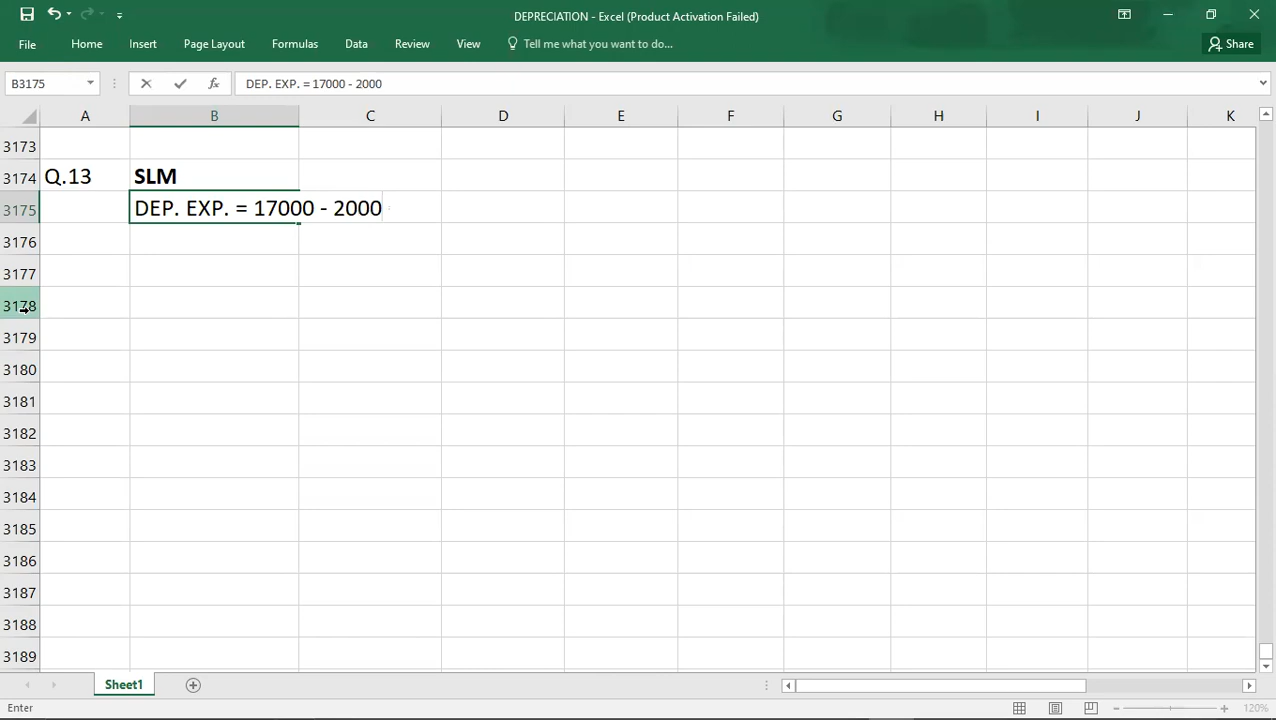 DEPRECIATION - Excel (Product Activation Failed)
File Home Insert Page Layout Formulas Data Review View Tell me what you want to do... Share
B3175 fx DEP. EXP. = 17000 - 2000
A B C D E F G H I J K
3173
3174 Q.13 SLM
3175 DEP. EXP. = 17000 - 2000
3176
3177
3178
3179
3180
3181
3182
3183
3184
3185
3186
3187
3188
3189
Sheet1
Enter 120%